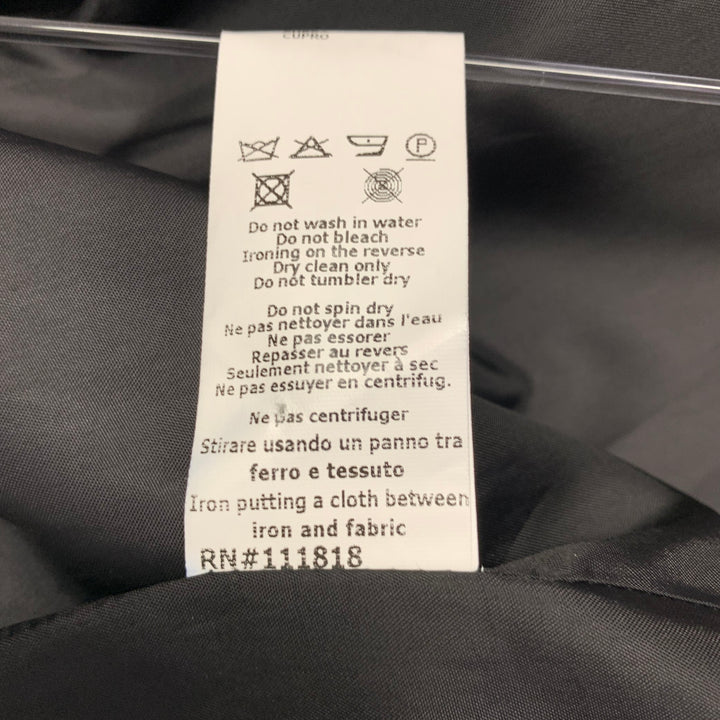 CUPRO
P
Do not wash in water
Do not bleach
Ironing on the reverse
Dry clean only
Do not tumbler dry
Do not spin dry
Ne pas nettoyer dans l'eau
Ne pas essorer
Repasser au revers
Seulement nettoyer à sec
Ne pas essuyer en centrifug.
Ne pas centrifuger
Stirare usando un panno tra
ferro e tessuto
Iron putting a cloth between
iron and fabric
RN#111818